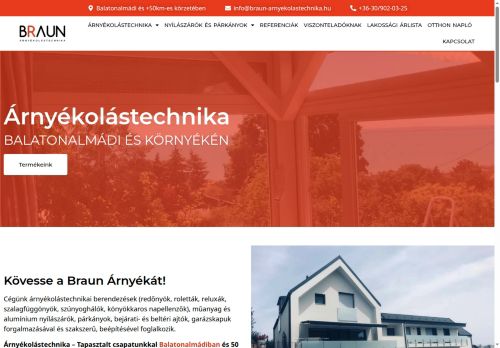 Balatonalmádi és +50km-es körzetében
info@braun-arnyekolastechnika.hu
+36-30/902-03-25
BRAUN
ÁRNYÉKOLÁSTECHNIKA
ÁRNYÉKOLÁSTECHNIKA
NYÍLÁSZÁRÓK ÉS PÁRKÁNYOK
REFERENCIÁK
VISZONTELADÓKNAK
LAKOSSÁGI ÁRLISTA
OTTHON NAPLÓ
KAPCSOLAT
Árnyékolástechnika
BALATONALMÁDI ÉS KÖRNYÉKÉN
Termékeink
Kövesse a Braun Árnyékát!
Cégünk árnyékolástechnikai berendezések (redőnyök, roletták, reluxák,
szalagfüggönyök, szúnyoghálók, könyökkaros napellenzők), műanyag és
alumínium nyílászárók, párkányok, bejárati- és beltéri ajtók, garázskapuk
forgalmazásával és szakszerű, beépítésével foglalkozik.
Árnyékolástechnika – Tapasztalt csapatunkkal Balatonalmádiban és 50